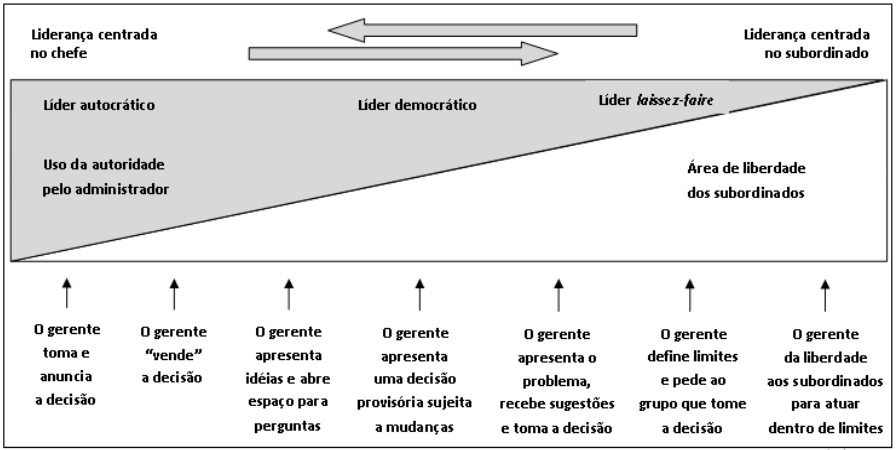 Liderança centrada
no chefe
Liderança centrada
no subordinado
Líder autocrático
Líder democrático
Líder laissez-faire
Uso da autoridade
pelo administrador
Área de liberdade
dos subordinados
O gerente
toma e
anuncia
a decisão
O gerente
“vende”
a decisão
O gerente
apresenta
idéias e abre
espaço para
perguntas
O gerente
apresenta
uma decisão
provisória sujeita
a mudanças
O gerente
apresenta o
problema,
recebe sugestões
e toma a decisão
O gerente
define limites
e pede ao
grupo que tome
a decisão
O gerente
da liberdade
aos subordinados
para atuar
dentro de limites